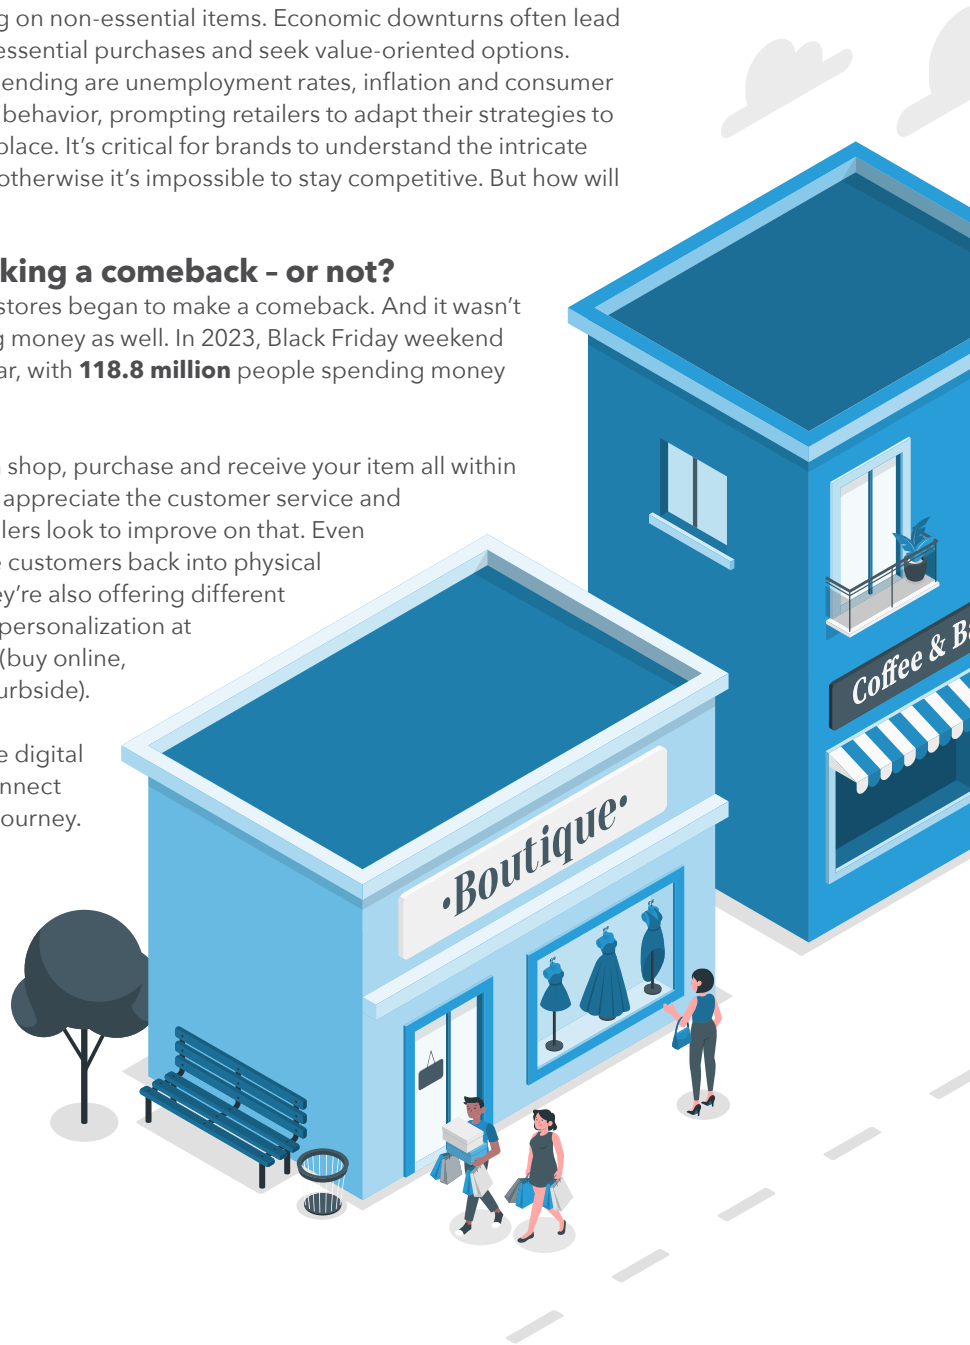 g on non-essential items. Economic downturns often lead
essential purchases and seek value-oriented options.
ending are unemployment rates, inflation and consumer
behavior, prompting retailers to adapt their strategies to
place. It’s critical for brands to understand the intricate
otherwise it’s impossible to stay competitive. But how will
king a comeback – or not?
stores began to make a comeback. And it wasn’t
g money as well. In 2023, Black Friday weekend
ar, with 118.8 million people spending money
shop, purchase and receive your item all within
appreciate the customer service and
lers look to improve on that. Even
e customers back into physical
ey’re also offering different
personalization at
(buy online,
urbside).
e digital
nnect
ourney.
Coffee & Ba
•Boutique•